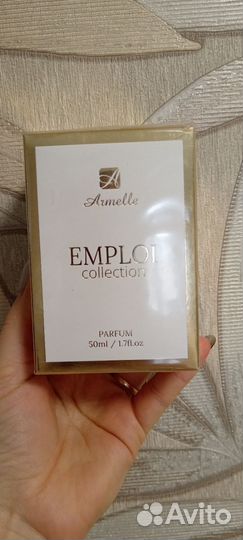 A
Armelle
EMPLOI
collection
PARFUM
50ml / 1.7fl.oz
Avito